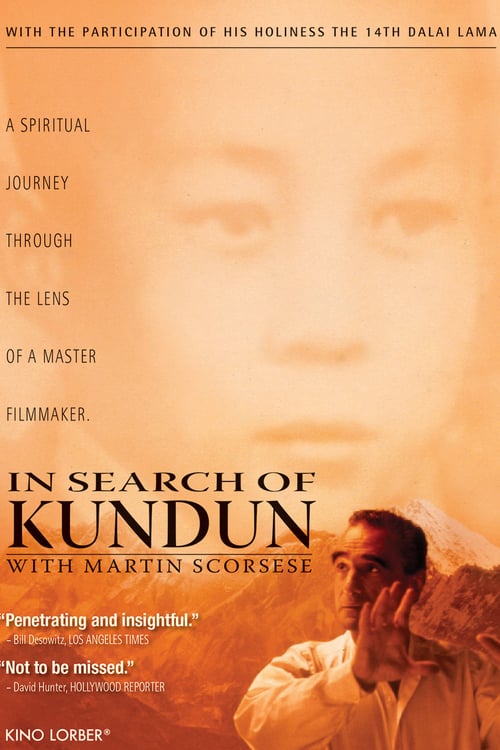 WITH THE PARTICIPATION OF HIS HOLINESS THE 14TH DALAI LAMA
A SPIRITUAL
JOURNEY
THROUGH
THE LENS
OF A MASTER
FILMMAKER.
IN SEARCH OF
KUNDUN
WITH MARTIN SCORSESE
"Penetrating and insightful."
– Bill Desowitz, LOS ANGELES TIMES
"Not to be missed."
– David Hunter, HOLLYWOOD REPORTER
KINO LORBER®